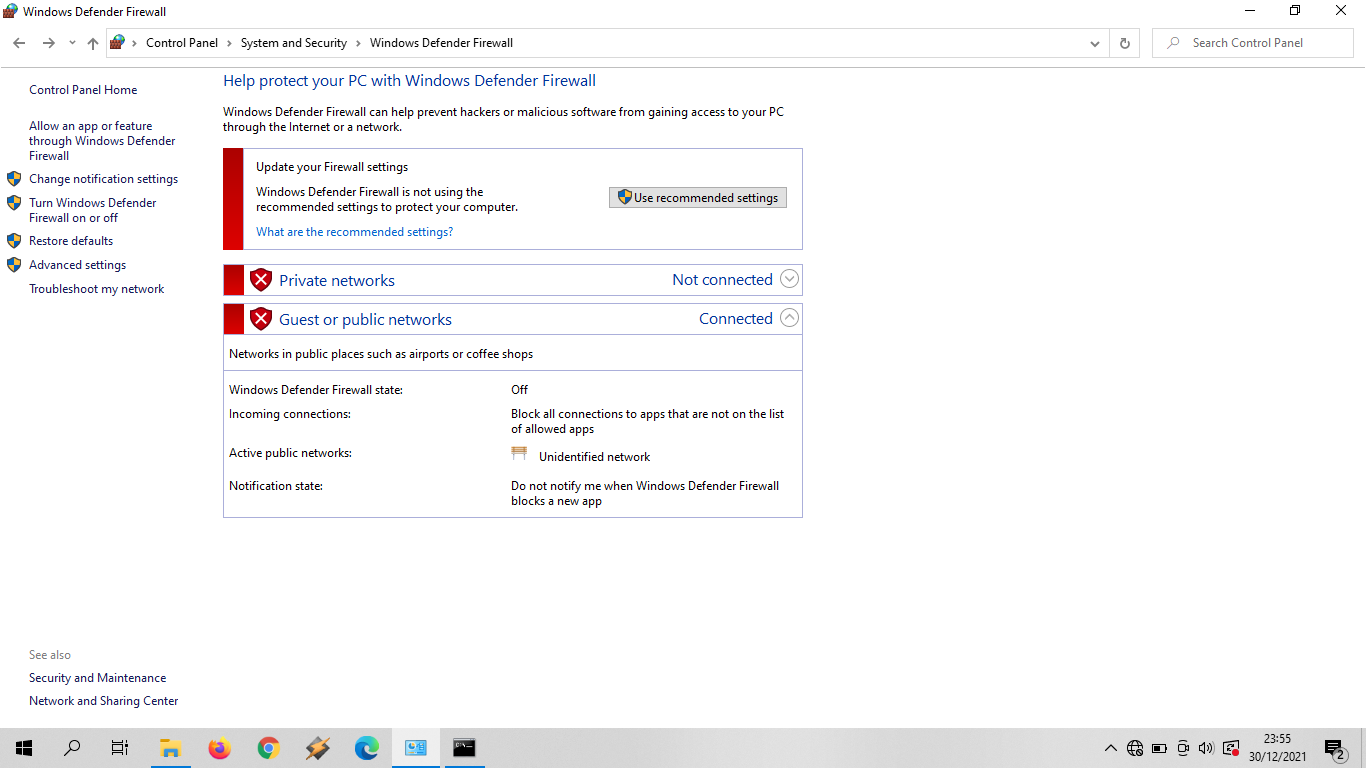 Windows Defender Firewall
Control Panel
System and Security
Windows Defender Firewall
Search Control Panel
Control Panel Home
Allow an app or feature
through Windows Defender
Firewall
Change notification settings
Turn Windows Defender
Firewall on or off
Restore defaults
Advanced settings
Troubleshoot my network
Help protect your PC with Windows Defender Firewall
Windows Defender Firewall can help prevent hackers or malicious software from gaining access to your PC
through the Internet or a network.
Update your Firewall settings
Windows Defender Firewall is not using the
recommended settings to protect your computer.
Use recommended settings
What are the recommended settings?
Private networks Not connected
Guest or public networks Connected
Networks in public places such as airports or coffee shops
Windows Defender Firewall state: Off
Incoming connections: Block all connections to apps that are not on the list
of allowed apps
Active public networks: Unidentified network
Notification state: Do not notify me when Windows Defender Firewall
blocks a new app
See also
Security and Maintenance
Network and Sharing Center
23:55
30/12/2021
2